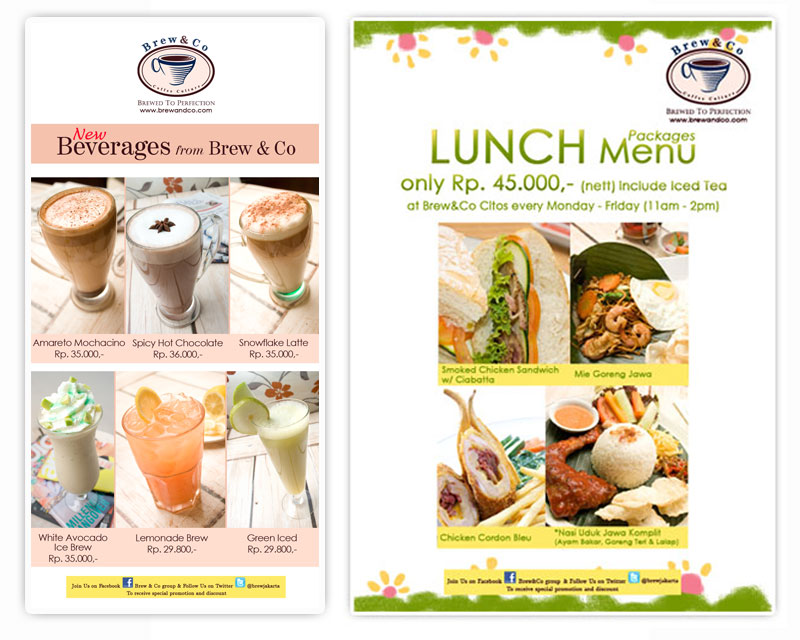 Brew & Co
Coffee Culture
BREWED TO PERFECTION
www.brewandco.com
New
Beverages from Brew & Co
Amareto Mochacino
Rp. 35.000,-
Spicy Hot Chocolate
Rp. 36.000,-
Snowflake Latte
Rp. 35.000,-
White Avocado
Ice Brew
Rp. 35.000,-
Lemonade Brew
Rp. 29.800,-
Green Iced
Rp. 29.800,-
Join Us on Facebook Brew & Co group & Follow Us on Twitter @brewjakarta
To receive special promotion and discount
Brew & Co
Coffee Culture
BREWED TO PERFECTION
www.brewandco.com
LUNCH Packages
Menu
only Rp. 45.000,- (nett) Include Iced Tea
at Brew&Co Citos every Monday - Friday (11am - 2pm)
Smoked Chicken Sandwich
w/ Ciabatta
Mie Goreng Jawa
Chicken Cordon Bleu
*Nasi Uduk Jawa Komplit
(Ayam Bakar, Goreng Teri & Lalap)
Join Us on Facebook Brew&Co group & Follow Us on Twitter @brewjakarta
To receive special promotion and discount